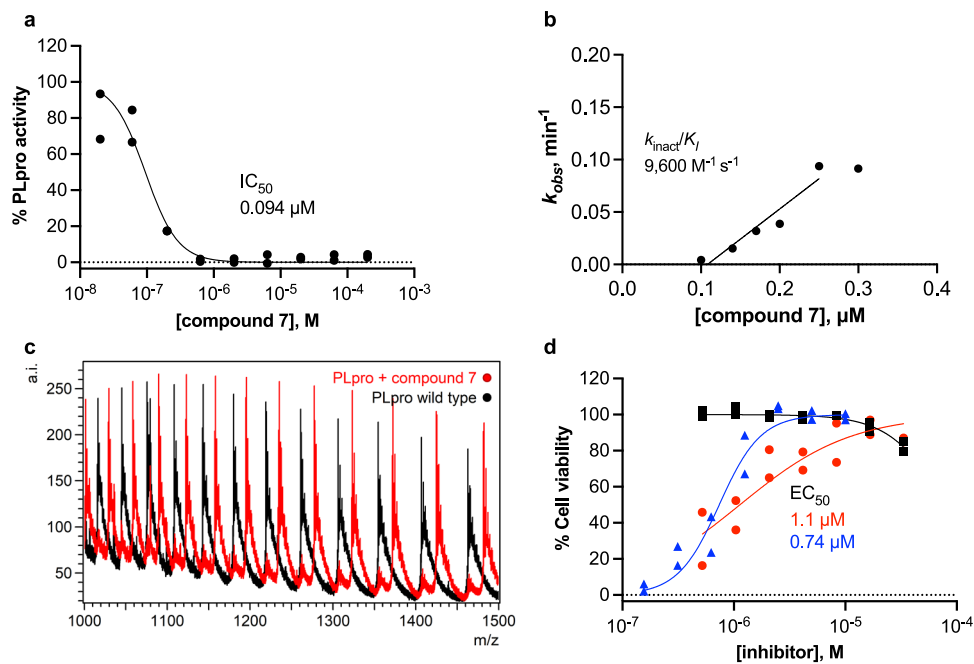 a
120
100
80
60
40
20
0
% PLpro activity
IC50
0.094 µM
10-8
10-7
10-6
10-5
10-4
10-3
[compound 7], M
b
0.20
0.15
0.10
0.05
0.00
kobs, min-1
kinact/KI
9,600 M-1 s-1
0.0
0.1
0.2
0.3
0.4
[compound 7], µM
c
a.i.
250
200
150
100
50
PLpro + compound 7
PLpro wild type
1000
1100
1200
1300
1400
1500
m/z
d
120
100
80
60
40
20
0
% Cell viability
EC50
1.1 µM
0.74 µM
10-7
10-6
10-5
10-4
[inhibitor], M